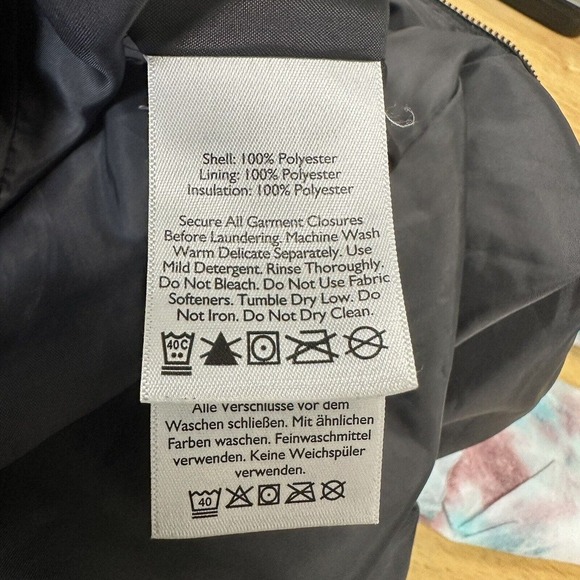 Shell: 100% Polyester
Lining: 100% Polyester
Insulation: 100% Polyester
Secure All Garment Closures
Before Laundering. Machine Wash
Warm Delicate Separately. Use
Mild Detergent. Rinse Thoroughly.
Do Not Bleach. Do Not Use Fabric
Softeners. Tumble Dry Low. Do
Not Iron. Do Not Dry Clean.
40C
Alle Verschlüsse vor dem
Waschen schließen. Mit ähnlichen
Farben waschen. Feinwaschmittel
verwenden. Keine Weichspüler
verwenden.
40